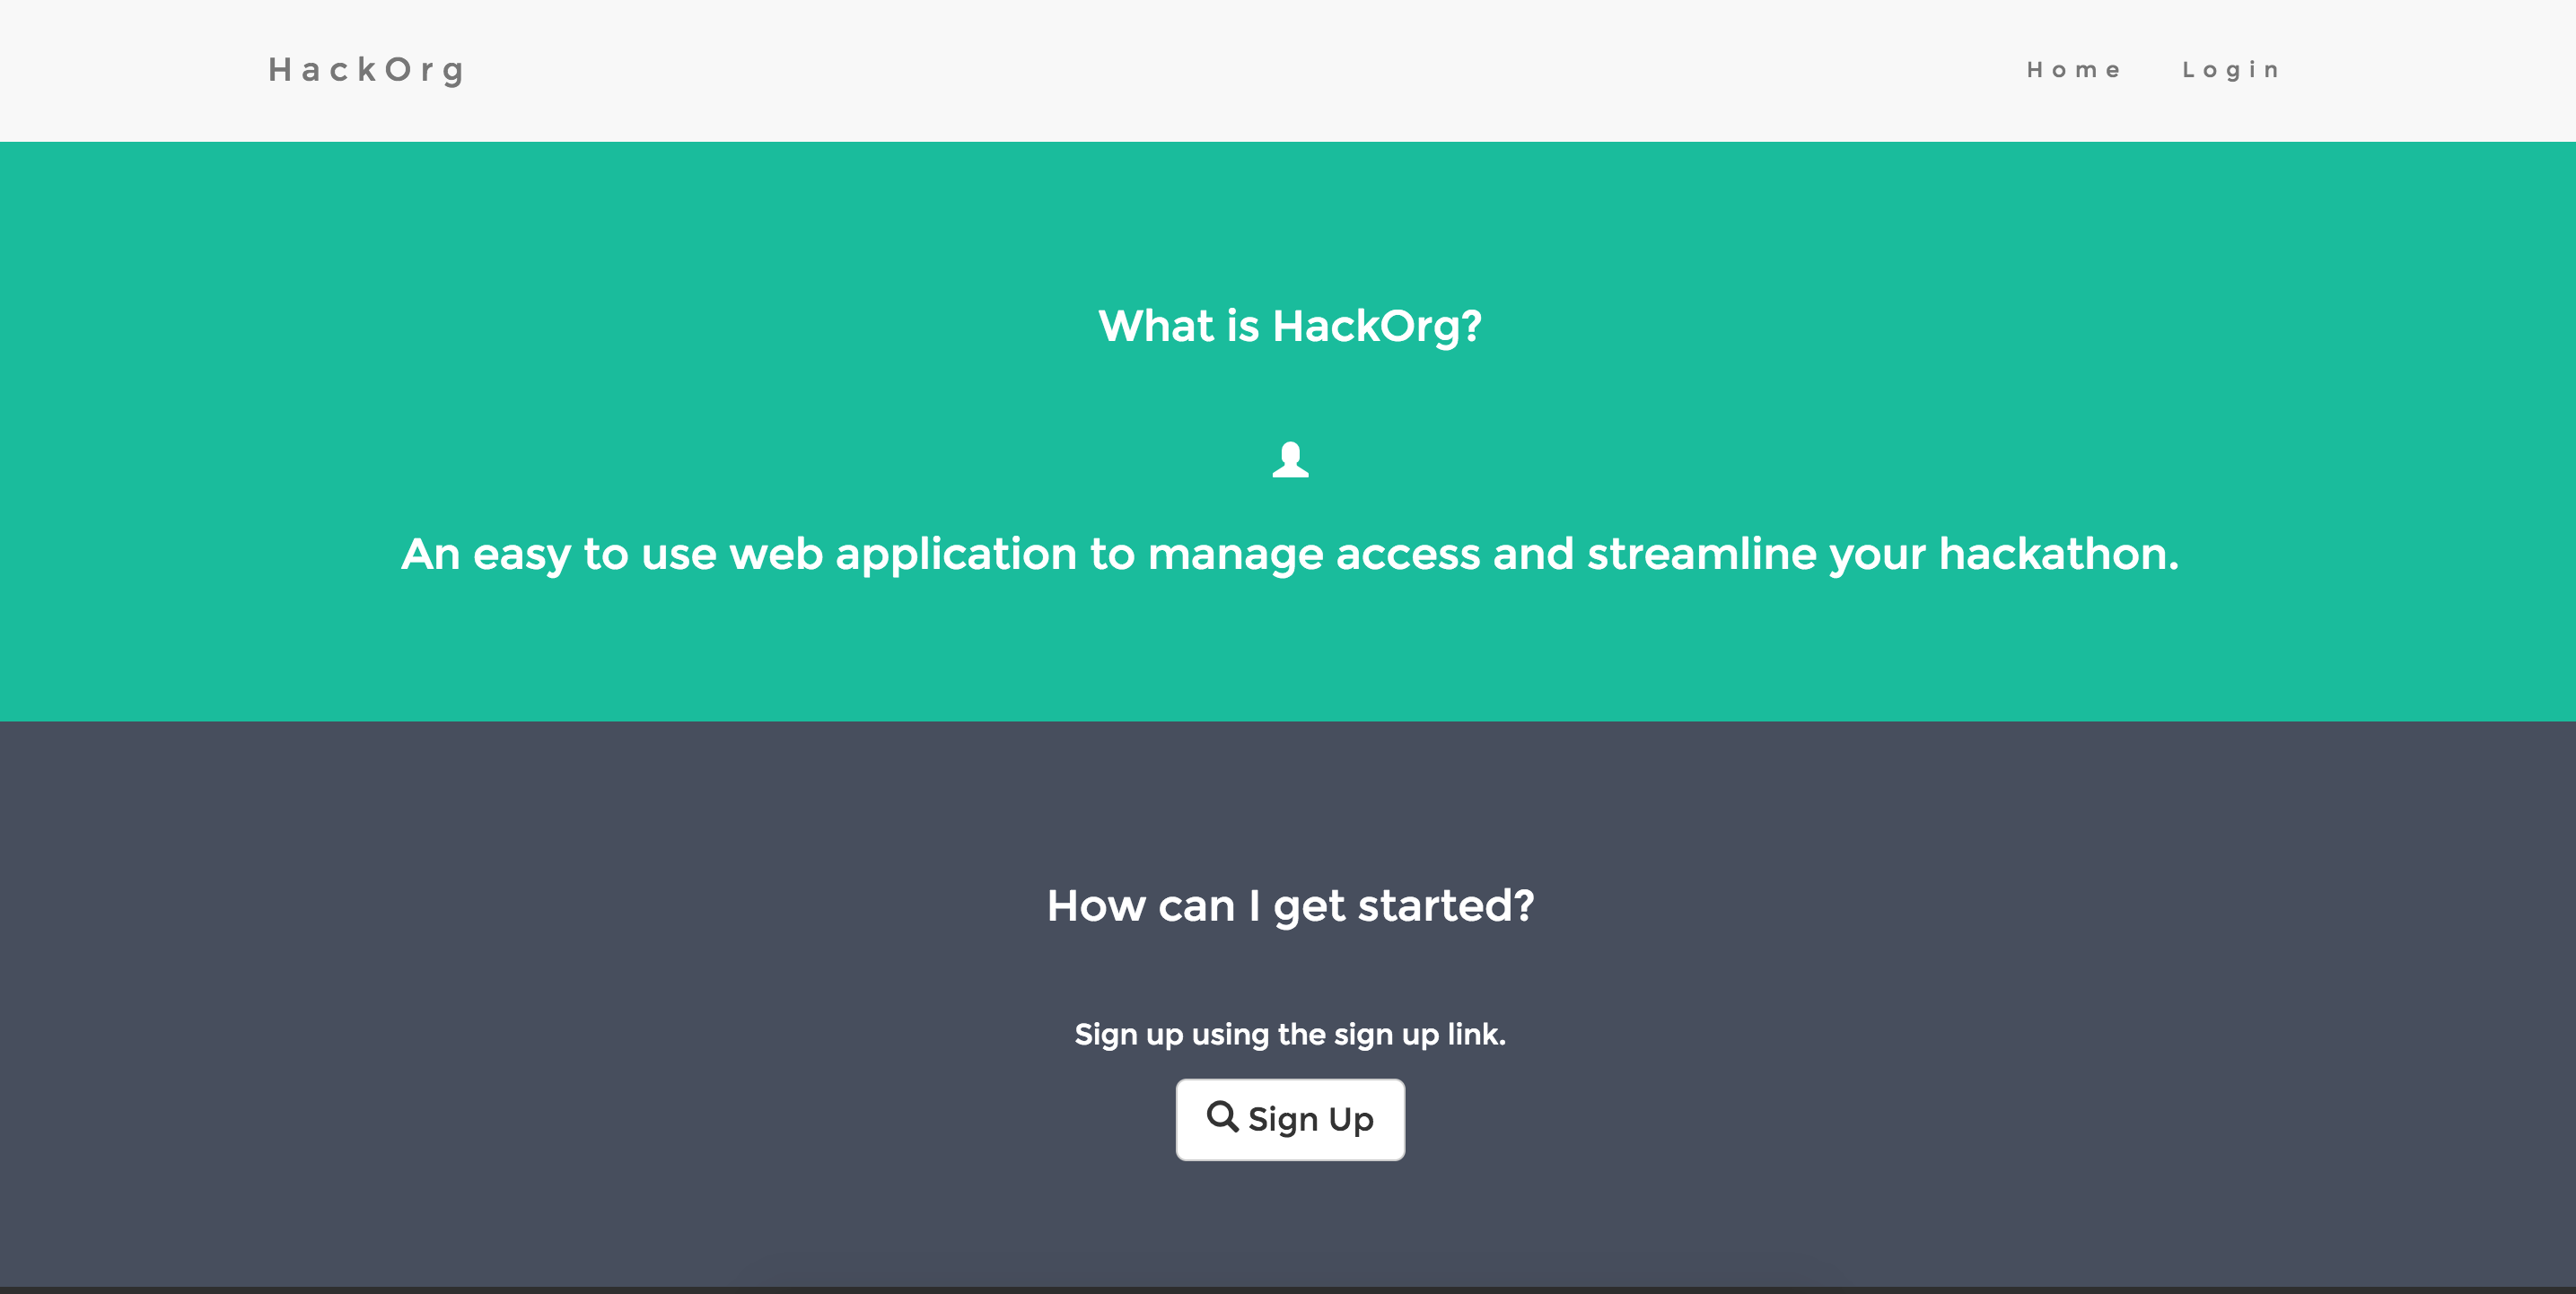 HackOrg
Home Login
What is HackOrg?
An easy to use web application to manage access and streamline your hackathon.
How can I get started?
Sign up using the sign up link.
Sign Up